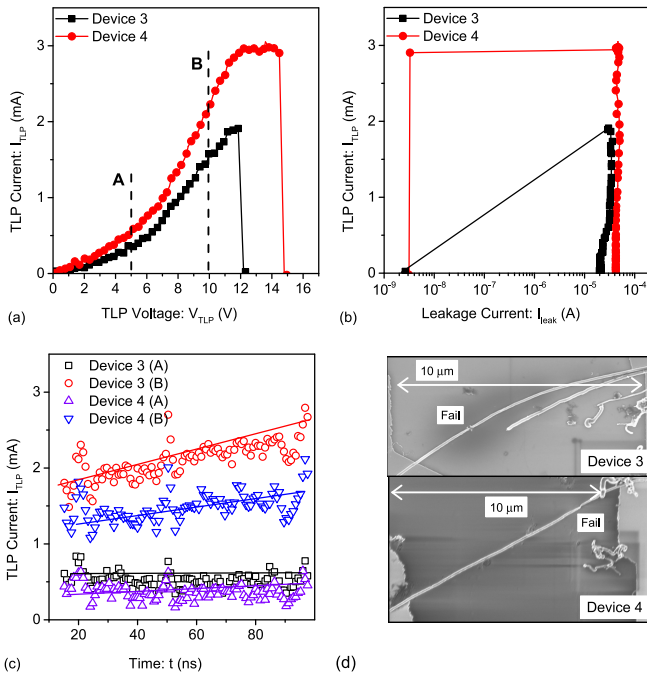 Device 3
Device 4
B
A
TLP Current: I_TLP (mA)
3
2
1
0
0 2 4 6 8 10 12 14 16
(a)
TLP Voltage: V_TLP (V)
Device 3
Device 4
TLP Current: I_TLP (mA)
3
2
1
0
10⁻⁹ 10⁻⁸ 10⁻⁷ 10⁻⁶ 10⁻⁵ 10⁻⁴
(b)
Leakage Current: I_leak (A)
Device 3 (A)
Device 3 (B)
Device 4 (A)
Device 4 (B)
TLP Current: I_TLP (mA)
3
2
1
0
20 40 60 80
(c)
Time: t (ns)
10 μm
Fail
Device 3
10 μm
Fail
Device 4
(d)